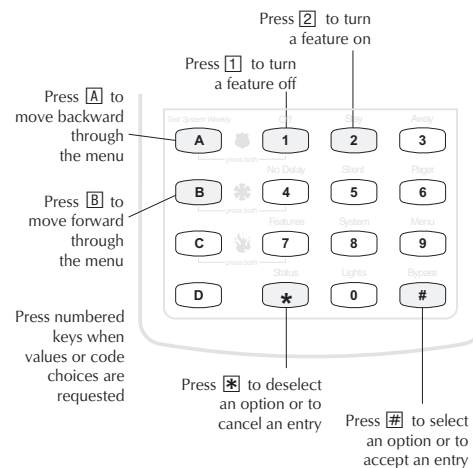 Press 2 to turn
a feature on
Press 1 to turn
a feature off
Press A to
move backward
through
the menu
Test System Weekly Off Stay Away
A 1 2 3
press both
Press B to
move forward
through
the menu
No Delay Silent Pager
B 4 5 6
press both
Features System Menu
C 7 8 9
press both
Status Lights Bypass
D * 0 #
Press numbered
keys when
values or code
choices are
requested
Press * to deselect
an option or to
cancel an entry
Press # to select
an option or to
accept an entry